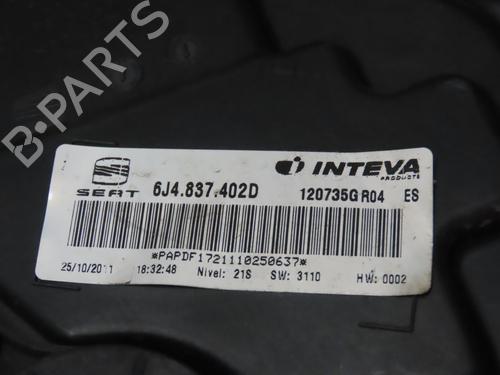 B-PARTS
SEAT 6J4.837.402D
INTEVA
PRODUCTS
120735G R04 ES
*PAPDF1721110250637*
25/10/2011 18:32:48 Nivel: 21S SW: 3110 HW: 0002